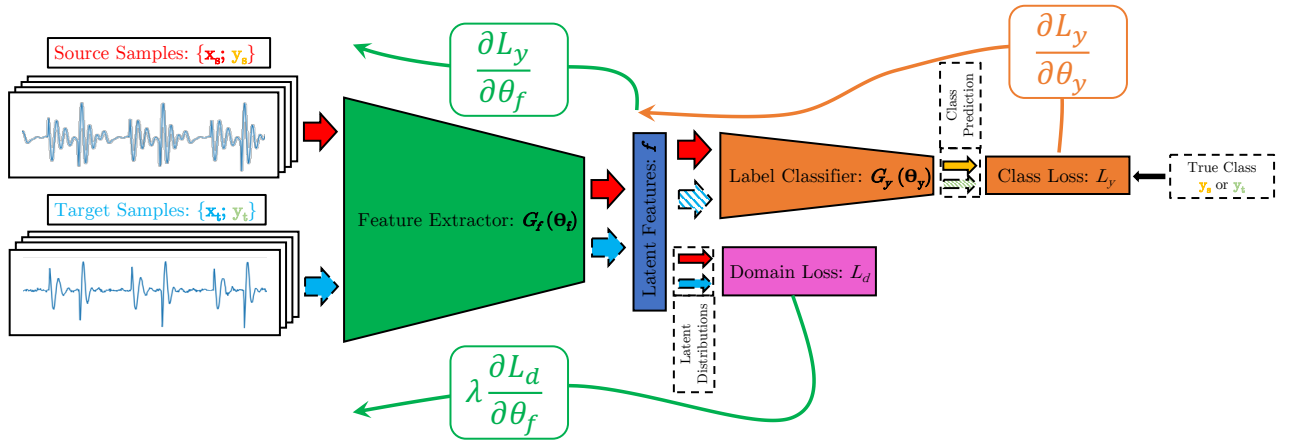 Source Samples: {x_s; y_s}
Target Samples: {x_t; y_t}
∂L_y
∂θ_f
∂L_y
∂θ_y
Feature Extractor: G_f(Θ_f)
Latent Features: f
Label Classifier: G_y(Θ_y)
Class
Prediction
Class Loss: L_y
True Class
y_s or y_t
Domain Loss: L_d
Latent
Distributions
λ ∂L_d
∂θ_f